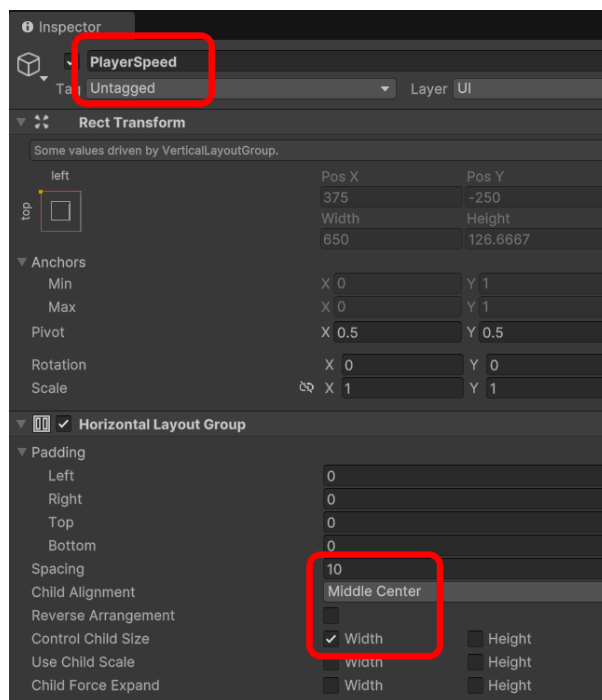 Inspector
PlayerSpeed
Tag Untagged Layer UI
Rect Transform
Some values driven by VerticalLayoutGroup.
left Pos X Pos Y
375 -250
top Width Height
650 126.6667
Anchors
Min X 0 Y 1
Max X 0 Y 1
Pivot X 0.5 Y 0.5
Rotation X 0 Y 0
Scale X 1 Y 1
Horizontal Layout Group
Padding
Left 0
Right 0
Top 0
Bottom 0
Spacing 10
Child Alignment Middle Center
Reverse Arrangement
Control Child Size Width Height
Use Child Scale Width Height
Child Force Expand Width Height